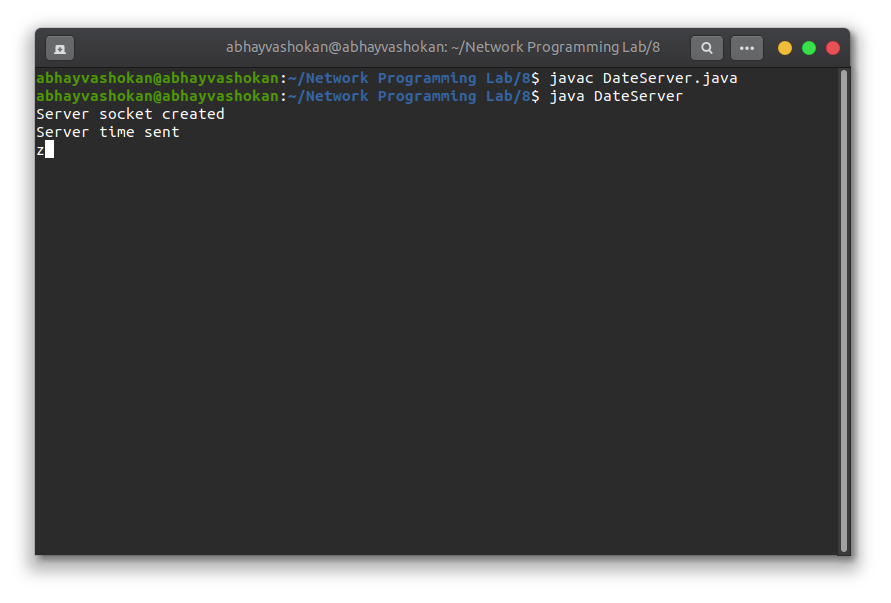 abhayvashokan@abhayvashokan: ~/Network Programming Lab/8
abhayvashokan@abhayvashokan:~/Network Programming Lab/8$ javac DateServer.java
abhayvashokan@abhayvashokan:~/Network Programming Lab/8$ java DateServer
Server socket created
Server time sent
z